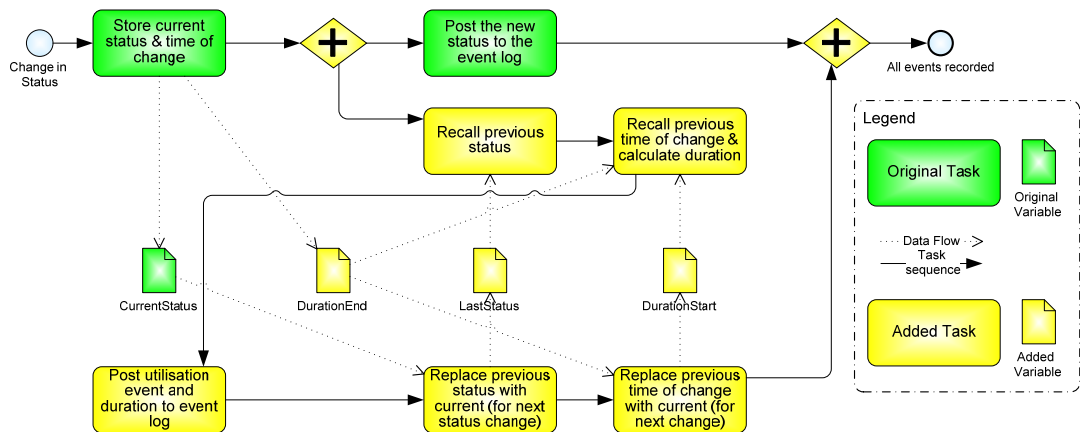 Change in
Status
Store current
status & time of
change
Post the new
status to the
event log
All events recorded
Recall previous
status
Recall previous
time of change &
calculate duration
CurrentStatus
DurationEnd
LastStatus
DurationStart
Post utilisation
event and
duration to event
log
Replace previous
status with
current (for next
status change)
Replace previous
time of change
with current (for
next change)
Legend
Original Task
Original
Variable
Data Flow
Task
sequence
Added Task
Added
Variable